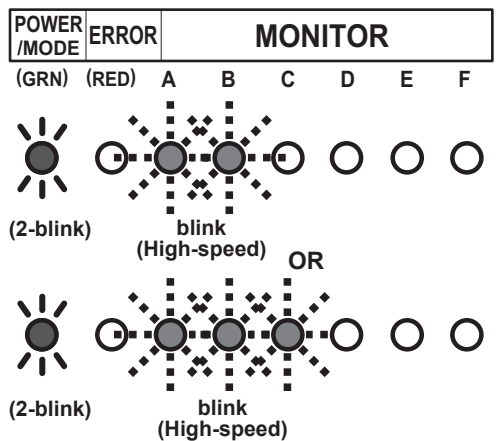 POWER /MODE ERROR MONITOR
(GRN) (RED) A B C D E F
(2-blink) blink
(High-speed)
OR
(2-blink) blink
(High-speed)